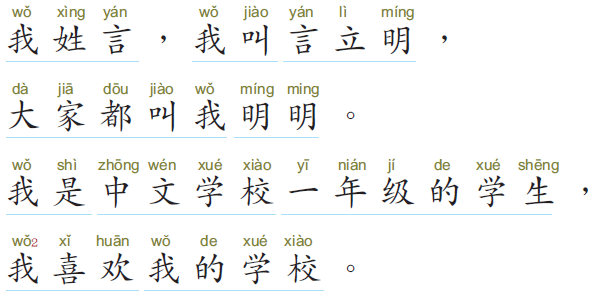 wǒ xìng yán wǒ jiào yán lì míng
我姓言，我叫言立明，
dà jiā dōu jiào wǒ míng ming
大家都叫我明明。
wǒ shì zhōng wén xué xiào yī nián jí de xué shēng
我是中文学校一年级的学生，
wǒ2 xǐ huān wǒ de xué xiào
我喜欢我的学校。